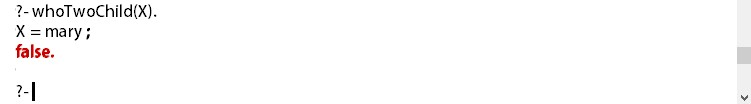 ?- whoTwoChild(X).
X = mary ;
false.
?-